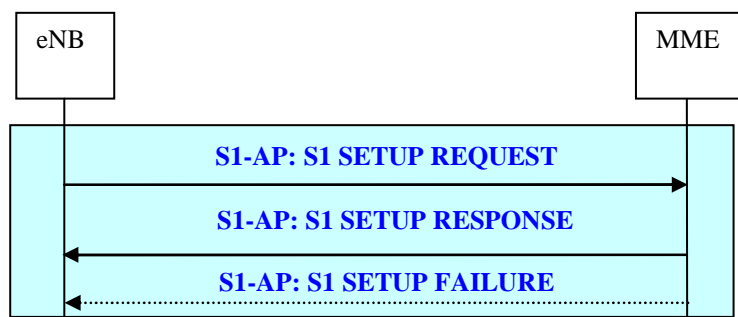 eNB
MME
S1-AP: S1 SETUP REQUEST
S1-AP: S1 SETUP RESPONSE
S1-AP: S1 SETUP FAILURE